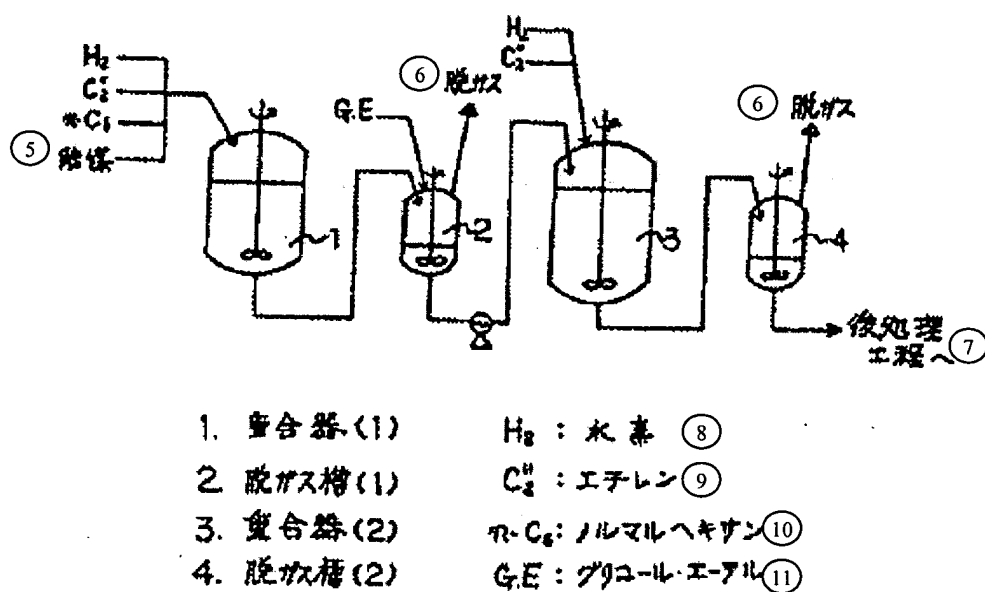 H₂
C₂″
n-C₆
⑤ 触媒
1
G.E
⑥ 脱ガス
2
H₂
C₂″
3
⑥ 脱ガス
4
後処理
工程へ ⑦
1. 重合器(1)
2 脱ガス槽(1)
3. 重合器(2)
4. 脱ガス槽(2)
H₂ : 水素 ⑧
C₂″ : エチレン ⑨
n-C₆: ノルマルヘキサン ⑩
G.E : グリコール・エーテル ⑪